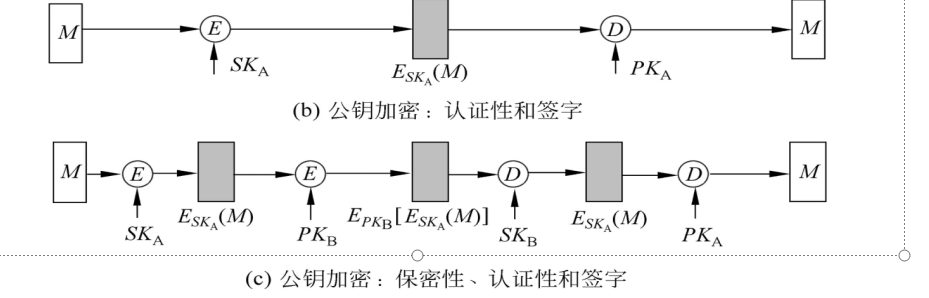 M E D M
SK_A E_{SK_A}(M) PK_A
(b) 公钥加密：认证性和签字
M E E D D M
E_{SK_A}(M) E_{PK_B}[E_{SK_A}(M)] E_{SK_A}(M)
SK_A PK_B SK_B PK_A
(c) 公钥加密：保密性、认证性和签字